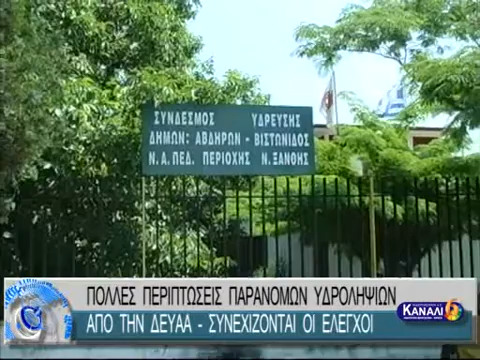 ΣΥΝΔΕΣΜΟΣ ΥΔΡΕΥΣΗΣ
ΔΗΜΩΝ: ΑΒΔΗΡΩΝ - ΒΙΣΤΩΝΙΔΟΣ
Ν.Α. ΠΕΔ. ΠΕΡΙΟΧΗΣ Ν. ΞΑΝΘΗΣ
ΠΟΛΛΕΣ ΠΕΡΙΠΤΩΣΕΙΣ ΠΑΡΑΝΟΜΩΝ ΥΔΡΟΛΗΨΙΩΝ
ΑΠΟ ΤΗΝ ΔΕΥΑΑ - ΣΥΝΕΧΙΖΟΝΤΑΙ ΟΙ ΕΛΕΓΧΟΙ
ΚΑΝΑΛΙ 6